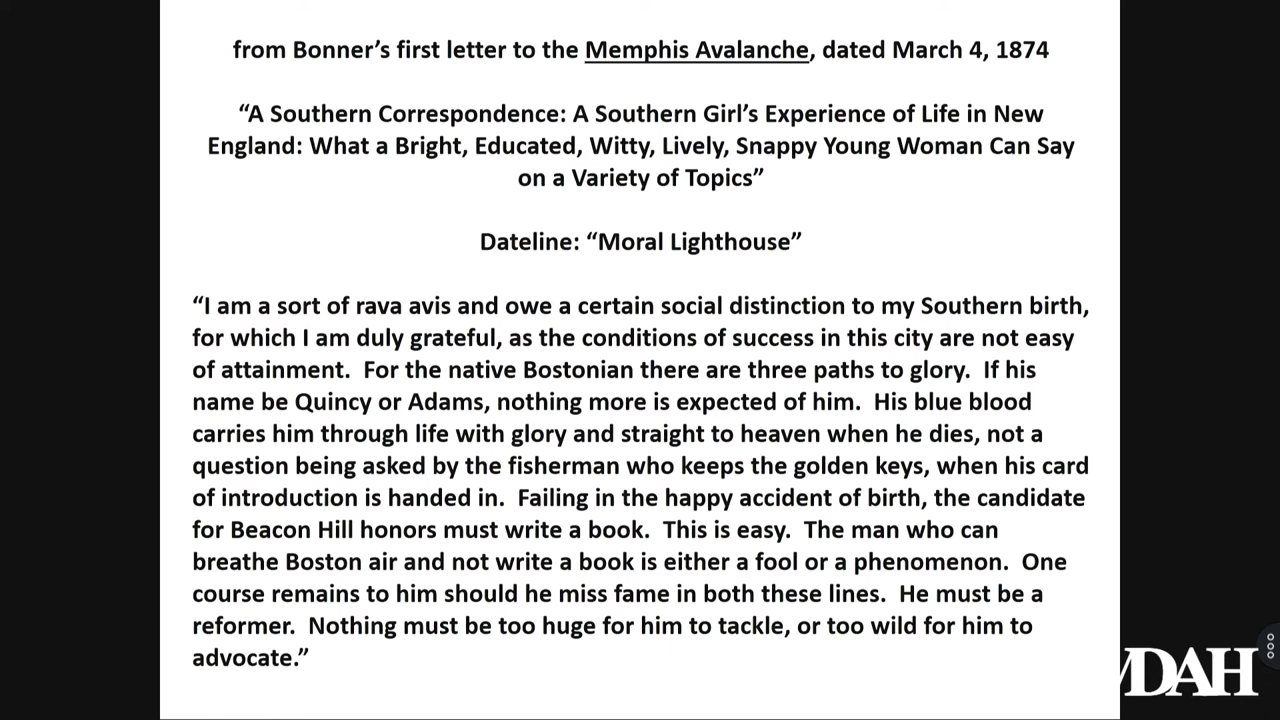 from Bonner's first letter to the Memphis Avalanche, dated March 4, 1874
“A Southern Correspondence: A Southern Girl’s Experience of Life in New
England: What a Bright, Educated, Witty, Lively, Snappy Young Woman Can Say
on a Variety of Topics”
Dateline: “Moral Lighthouse”
“I am a sort of rava avis and owe a certain social distinction to my Southern birth,
for which I am duly grateful, as the conditions of success in this city are not easy
of attainment.  For the native Bostonian there are three paths to glory.  If his
name be Quincy or Adams, nothing more is expected of him.  His blue blood
carries him through life with glory and straight to heaven when he dies, not a
question being asked by the fisherman who keeps the golden keys, when his card
of introduction is handed in.  Failing in the happy accident of birth, the candidate
for Beacon Hill honors must write a book.  This is easy.  The man who can
breathe Boston air and not write a book is either a fool or a phenomenon.  One
course remains to him should he miss fame in both these lines.  He must be a
reformer.  Nothing must be too huge for him to tackle, or too wild for him to
advocate.”
DAH